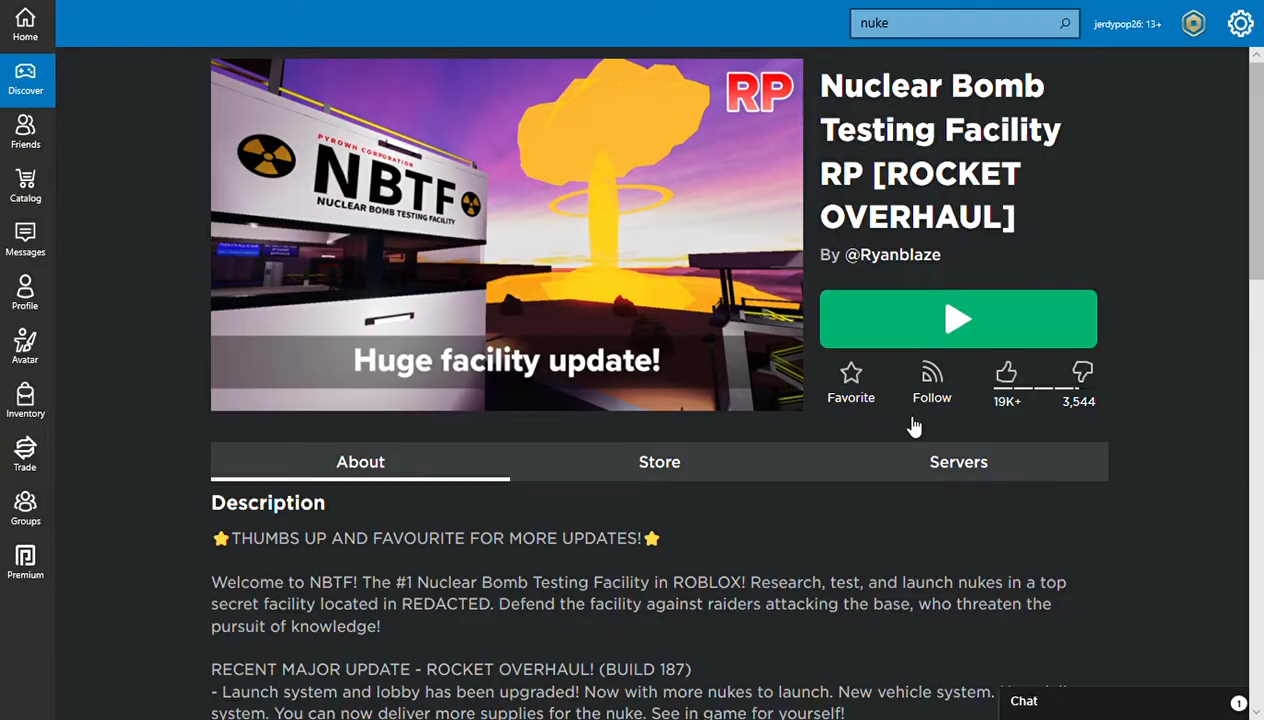 nuke
jerdypop26: 13+
Home
Discover
Friends
Catalog
Messages
Profile
Avatar
Inventory
Trade
Groups
Premium
RP
PYROWH CORPORATION
NBTF
NUCLEAR BOMB TESTING FACILITY
Huge facility update!
Nuclear Bomb
Testing Facility
RP [ROCKET
OVERHAUL]
By @Ryanblaze
Favorite
Follow
19K+
3,544
About
Store
Servers
Description
⭐THUMBS UP AND FAVOURITE FOR MORE UPDATES!⭐
Welcome to NBTF! The #1 Nuclear Bomb Testing Facility in ROBLOX! Research, test, and launch nukes in a top
secret facility located in REDACTED. Defend the facility against raiders attacking the base, who threaten the
pursuit of knowledge!
RECENT MAJOR UPDATE - ROCKET OVERHAUL! (BUILD 187)
- Launch system and lobby has been upgraded! Now with more nukes to launch. New vehicle system.
system. You can now deliver more supplies for the nuke. See in game for yourself!
Chat
1